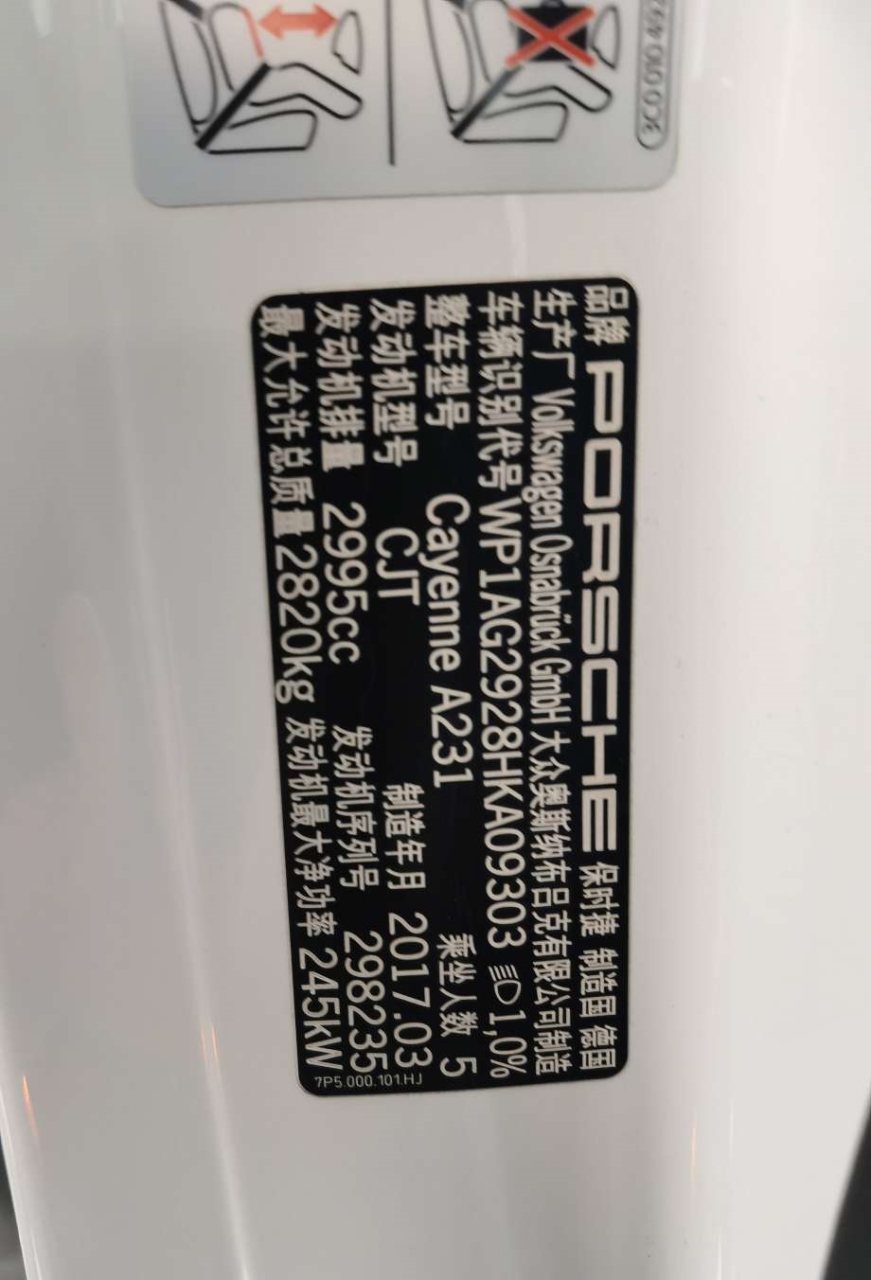 3C0 010 492
品牌 PORSCHE 保时捷 制造国 德国
生产厂 Volkswagen Osnabrück GmbH 大众奥斯纳布吕克有限公司制造
车辆识别代号 WP1AG2928HKA09303 1,0%
整车型号 Cayenne A231 乘坐人数 5
发动机型号 CJT 制造年月 2017.03
发动机排量 2995cc 发动机序列号 298235
最大允许总质量 2820kg 发动机最大净功率 245kW
7P5.000.101.HJ